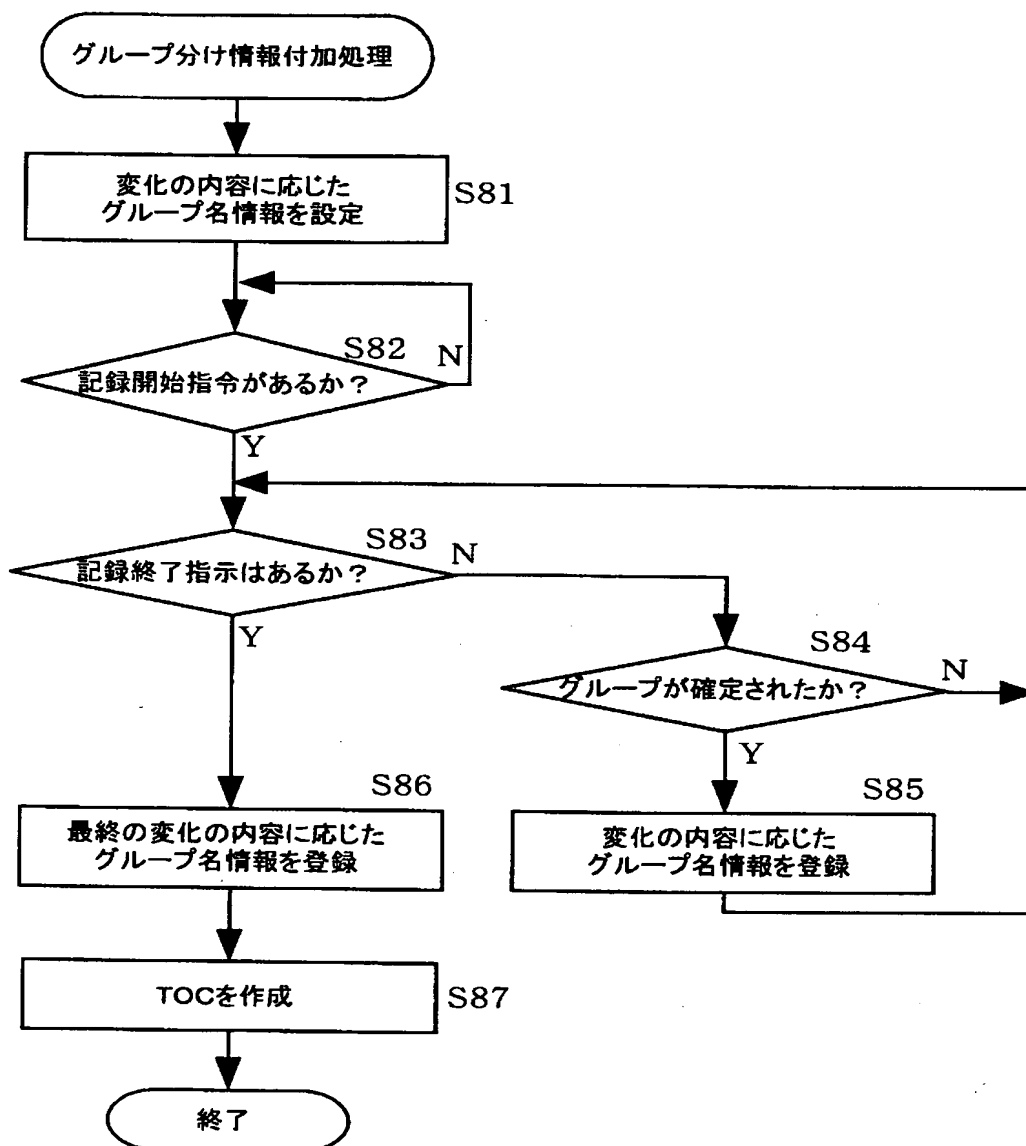 グループ分け情報付加処理
変化の内容に応じた
グループ名情報を設定
S81
S82
N
記録開始指令があるか?
Y
S83
N
記録終了指示はあるか?
Y
S84
N
グループが確定されたか?
Y
S86
S85
最終の変化の内容に応じた
グループ名情報を登録
変化の内容に応じた
グループ名情報を登録
TOCを作成
S87
終了